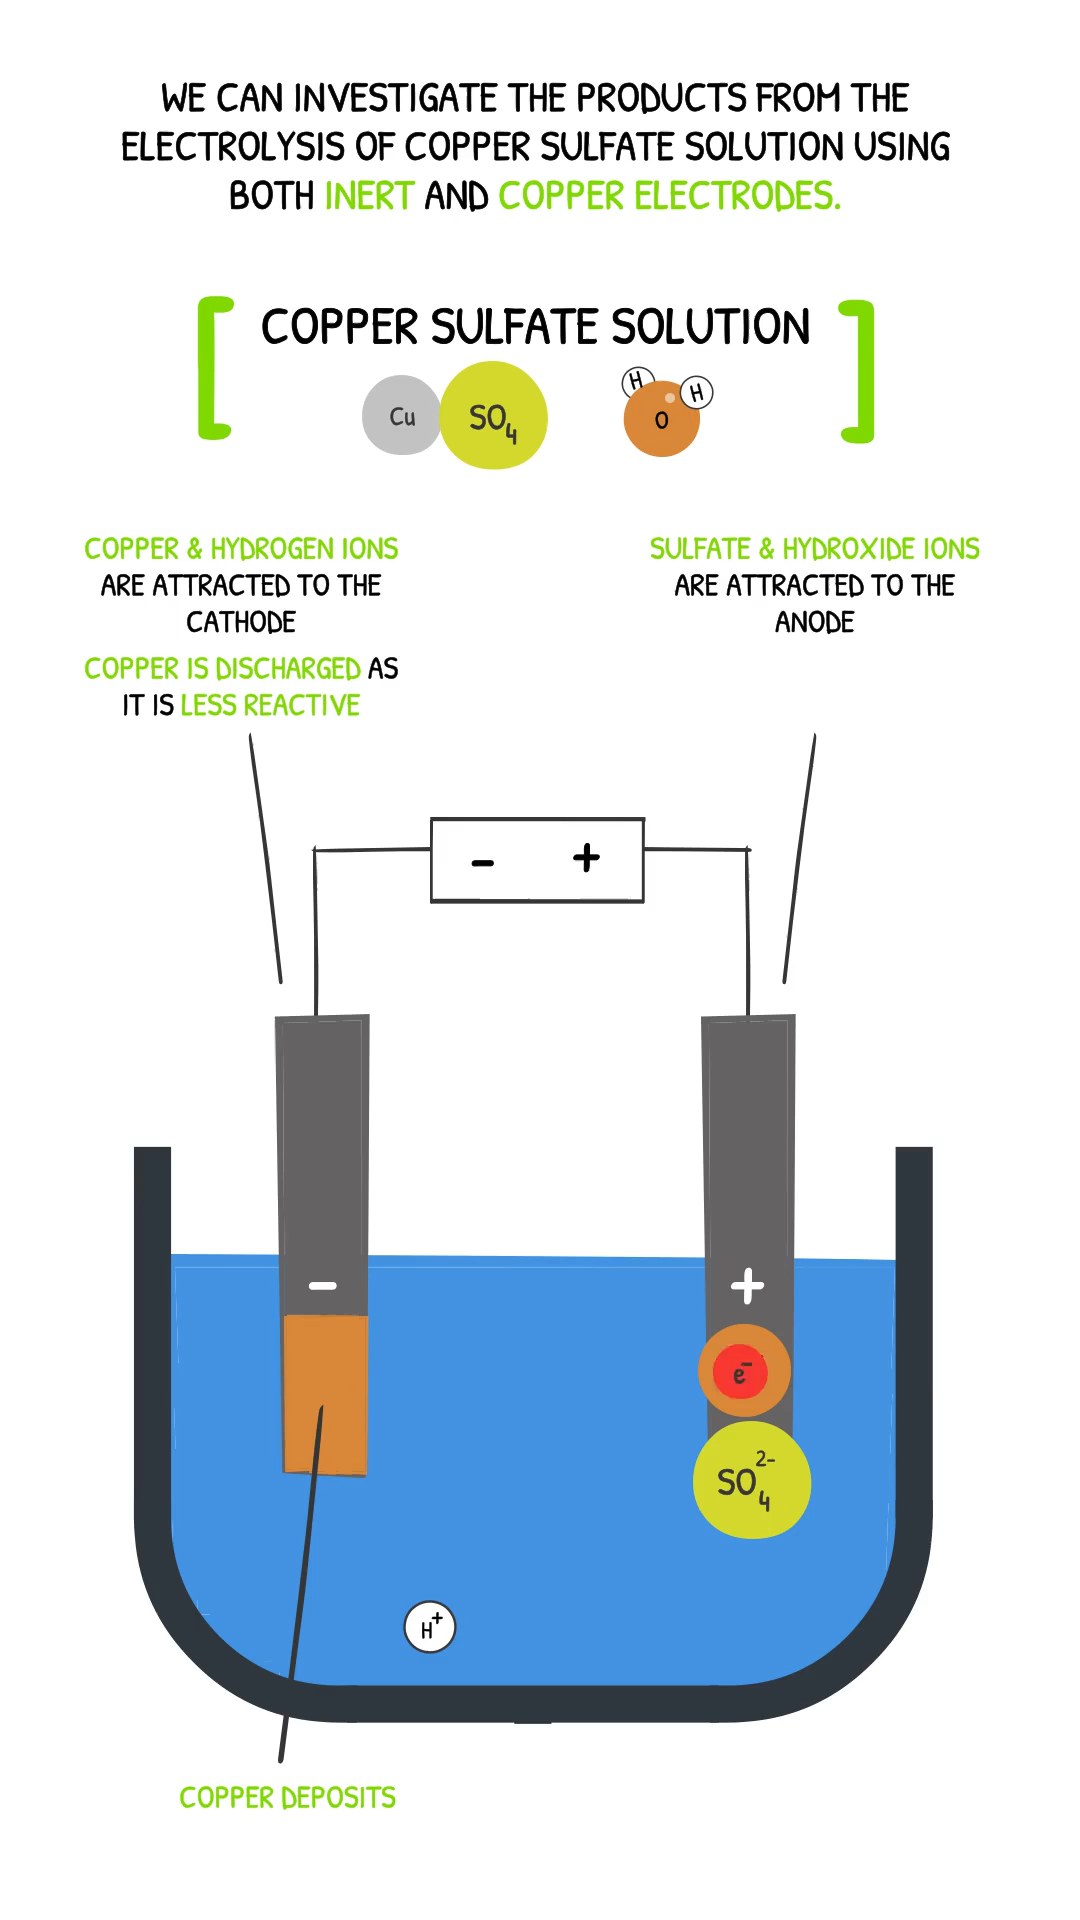 WE CAN INVESTIGATE THE PRODUCTS FROM THE
ELECTROLYSIS OF COPPER SULFATE SOLUTION USING
BOTH INERT AND COPPER ELECTRODES.
COPPER SULFATE SOLUTION
Cu SO₄ H O H
COPPER & HYDROGEN IONS
ARE ATTRACTED TO THE
CATHODE
COPPER IS DISCHARGED AS
IT IS LESS REACTIVE
SULFATE & HYDROXIDE IONS
ARE ATTRACTED TO THE
ANODE
- +
- +
e⁻
SO₄²⁻
H⁺
COPPER DEPOSITS